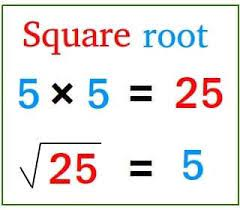 Square root
5 × 5 = 25
√25 = 5